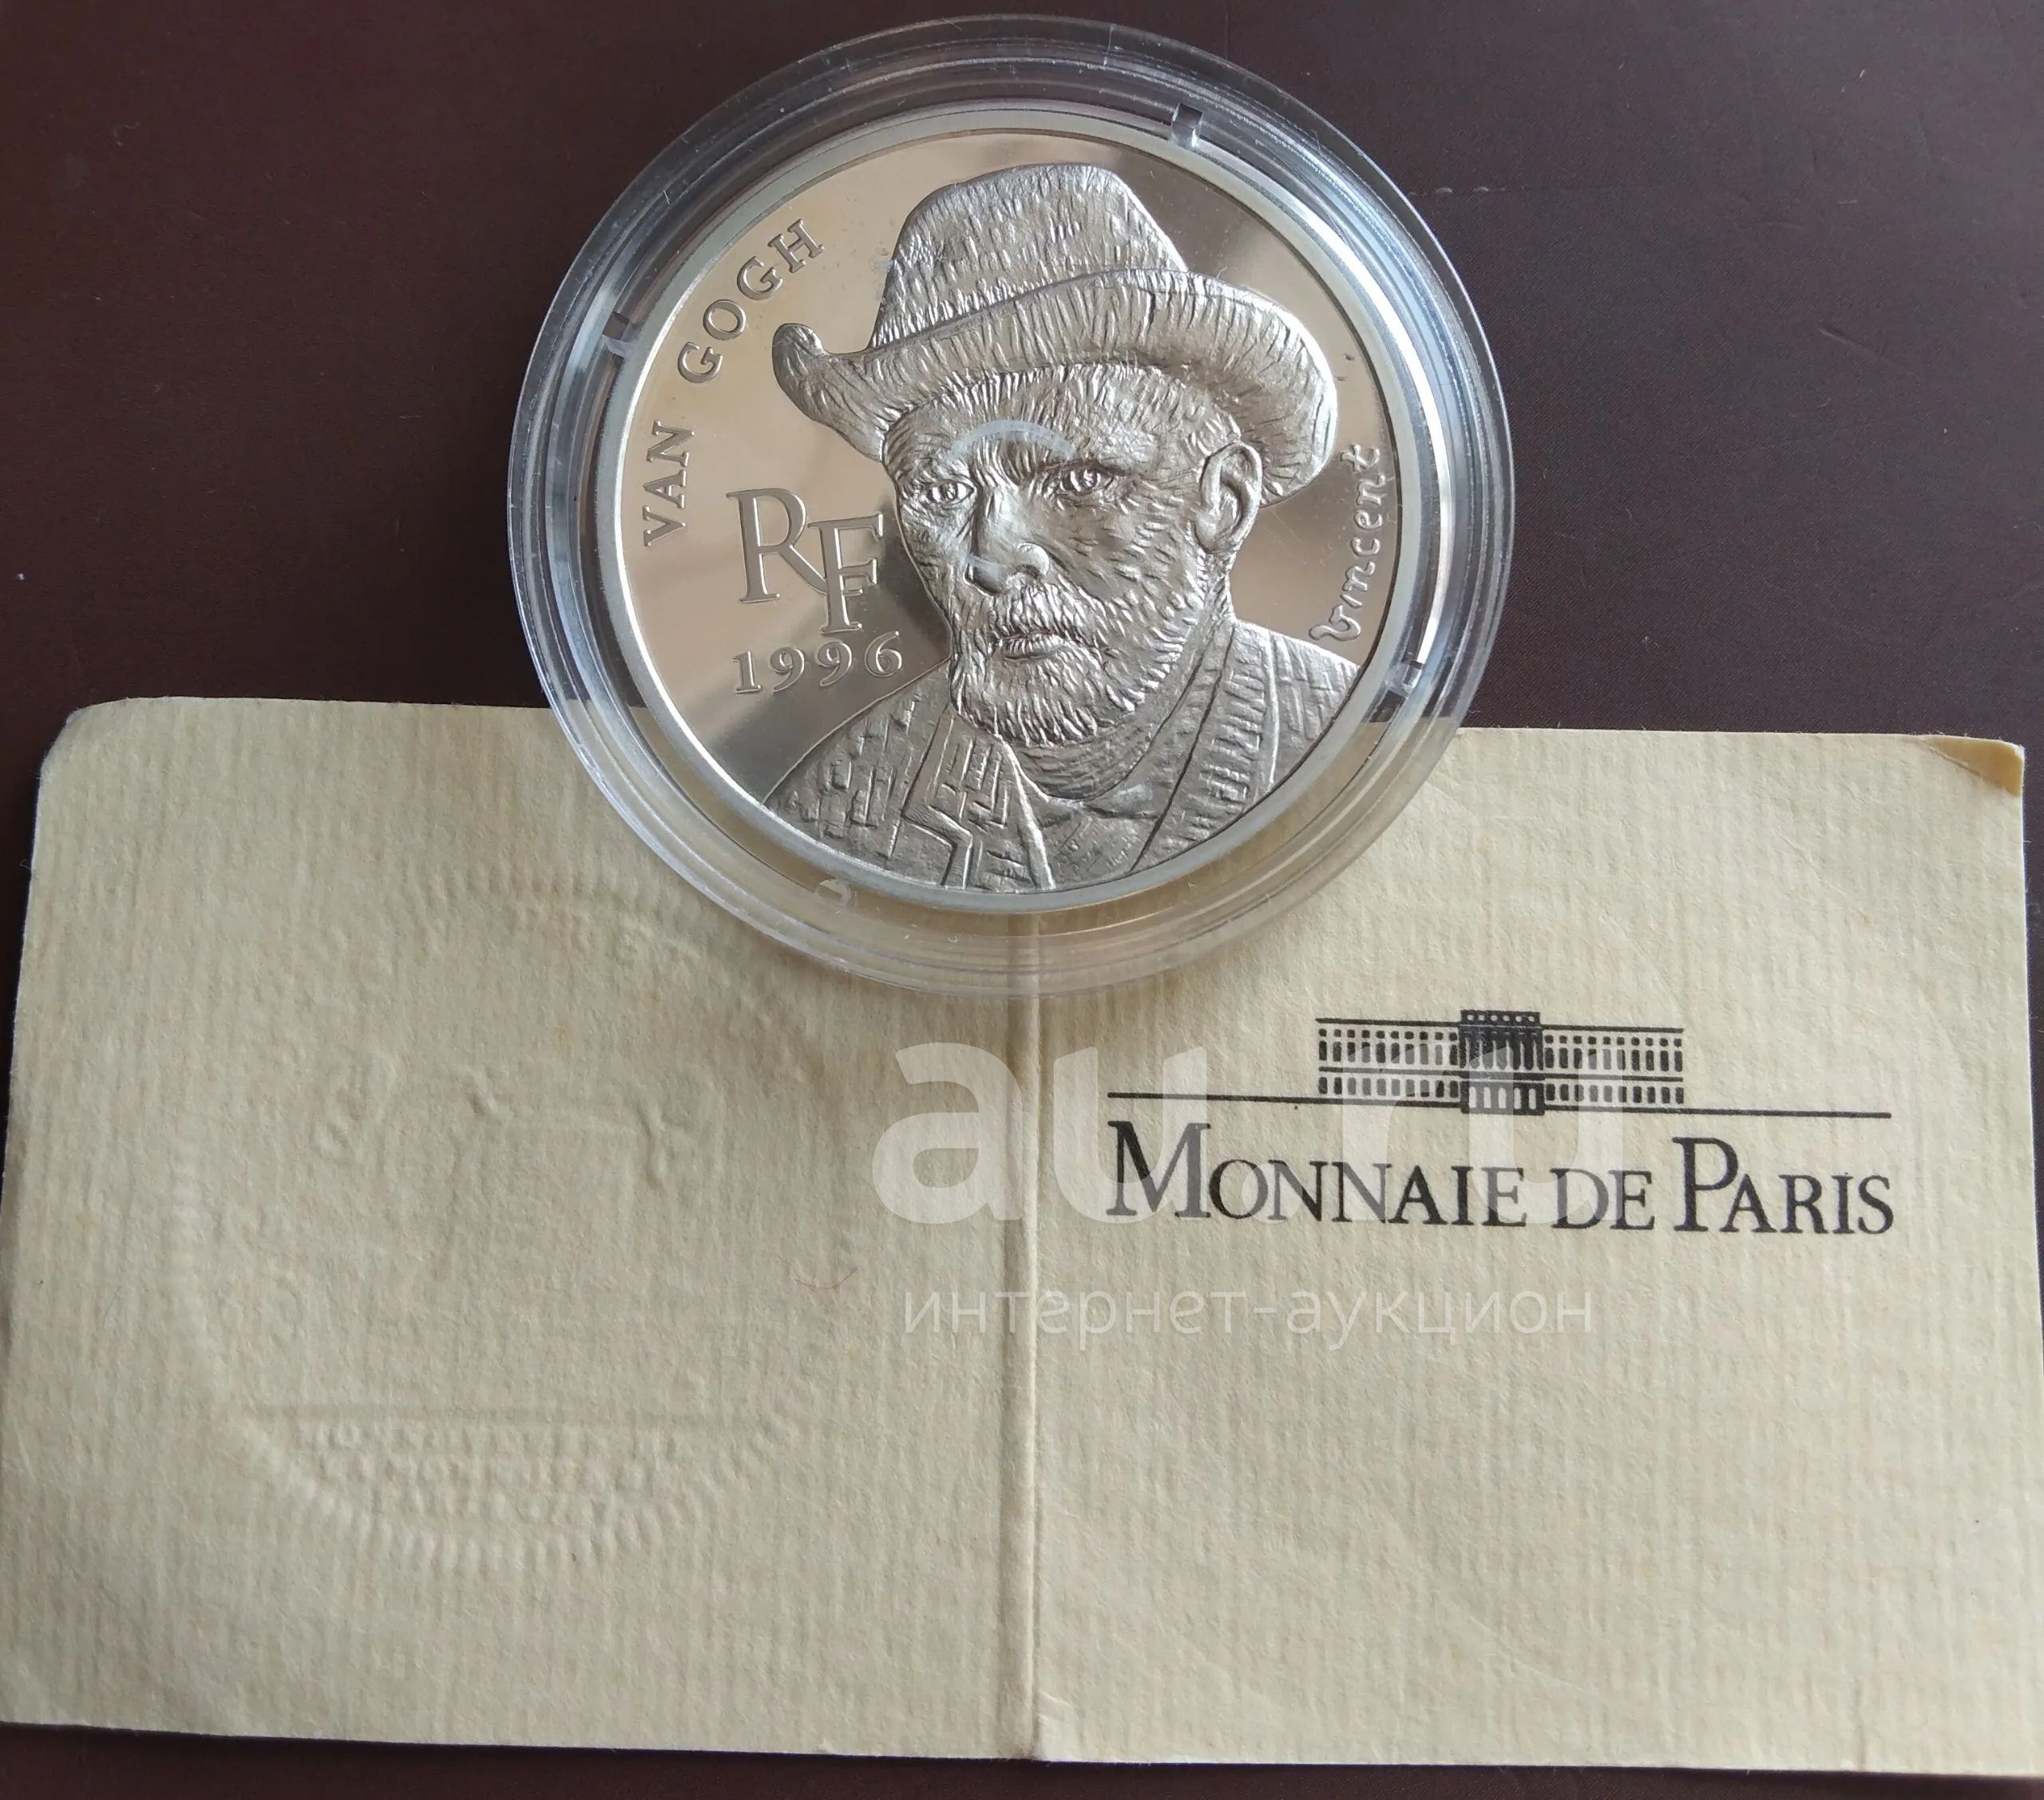 VAN GOGH
RF
1996
Vincent
MONNAIE DE PARIS
au.ru
интернет-аукцион